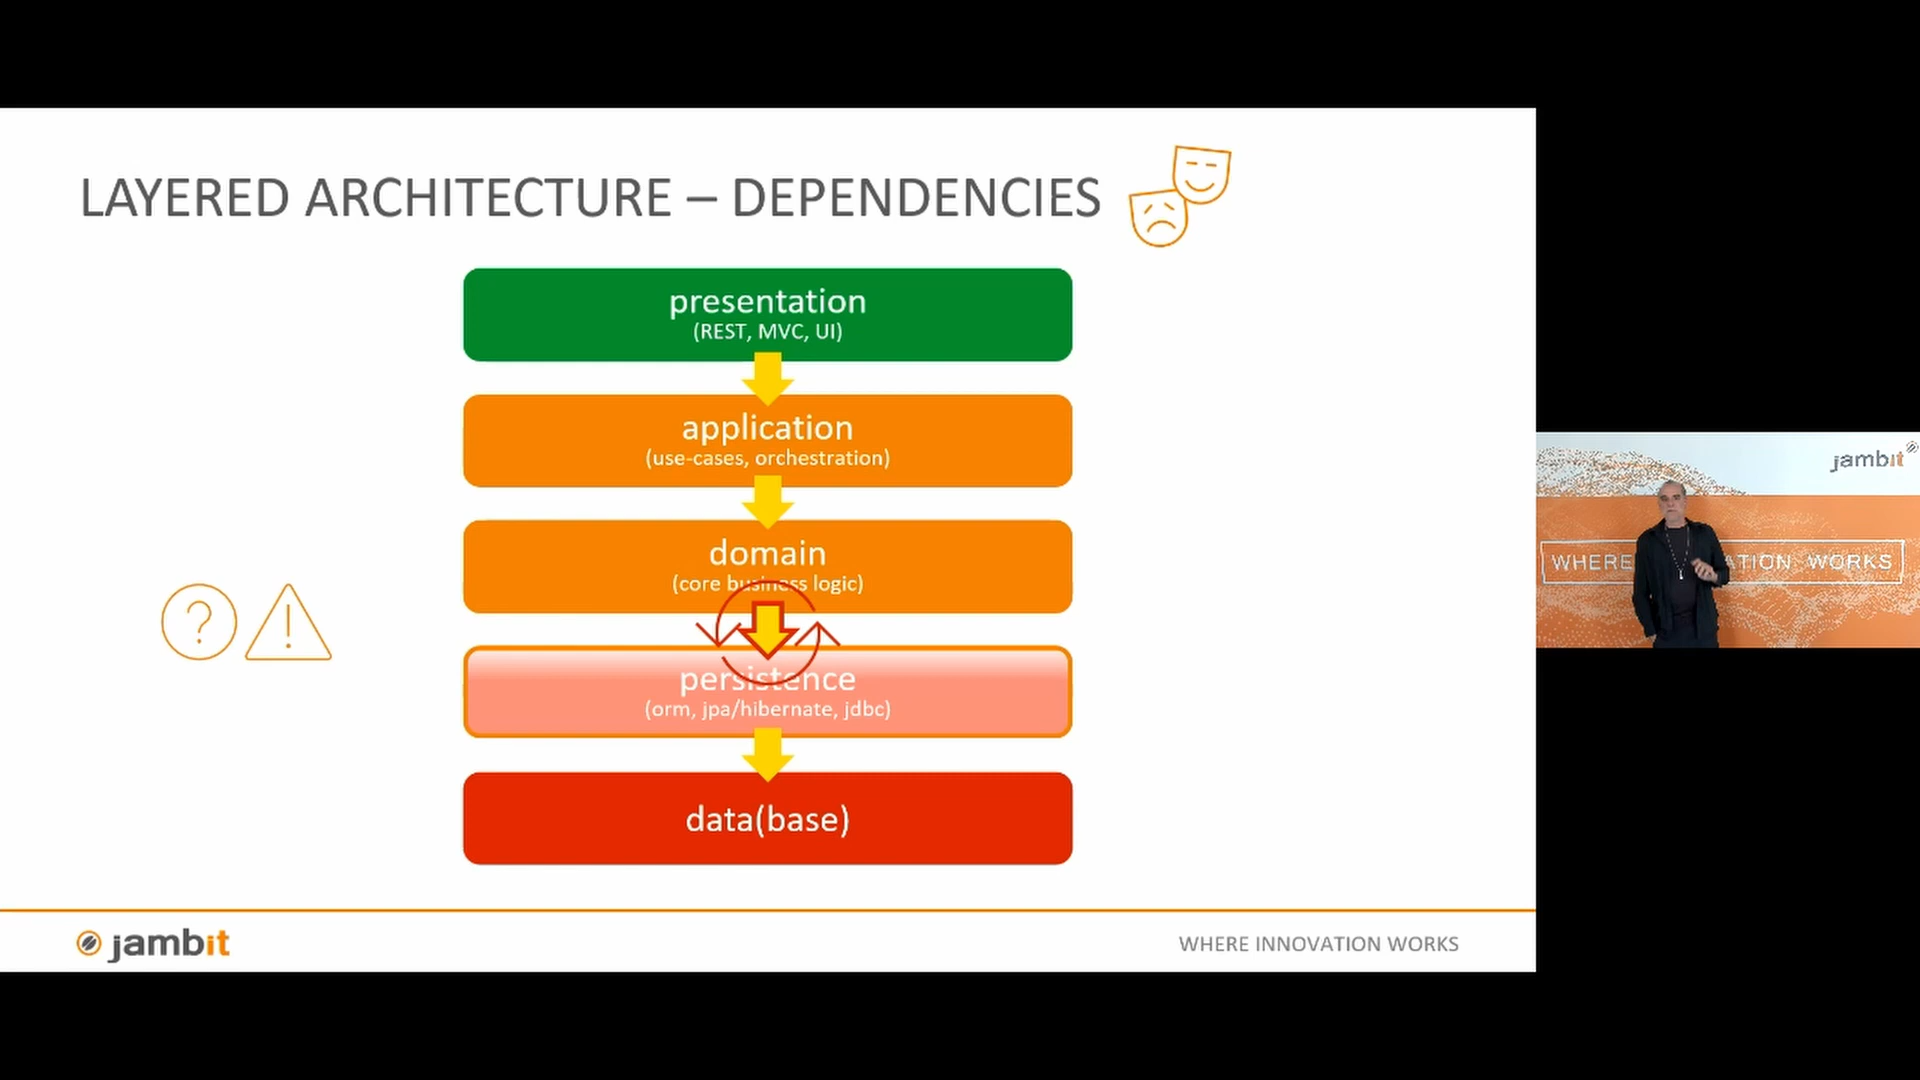 LAYERED ARCHITECTURE – DEPENDENCIES
presentation
(REST, MVC, UI)
application
(use-cases, orchestration)
domain
(core business logic)
?
!
persistence
(orm, jpa/hibernate, jdbc)
data(base)
jambit
WHERE INNOVATION WORKS
jambit
WHERE ATION WORKS